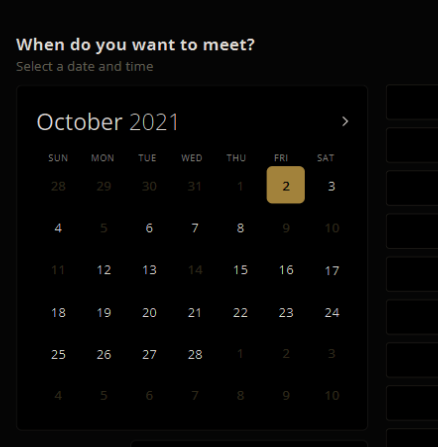 When do you want to meet?
Select a date and time
October 2021
SUN MON TUE WED THU FRI SAT
28 29 30 31 1 2 3
4 5 6 7 8 9 10
11 12 13 14 15 16 17
18 19 20 21 22 23 24
25 26 27 28 1 2 3
4 5 6 7 8 9 10